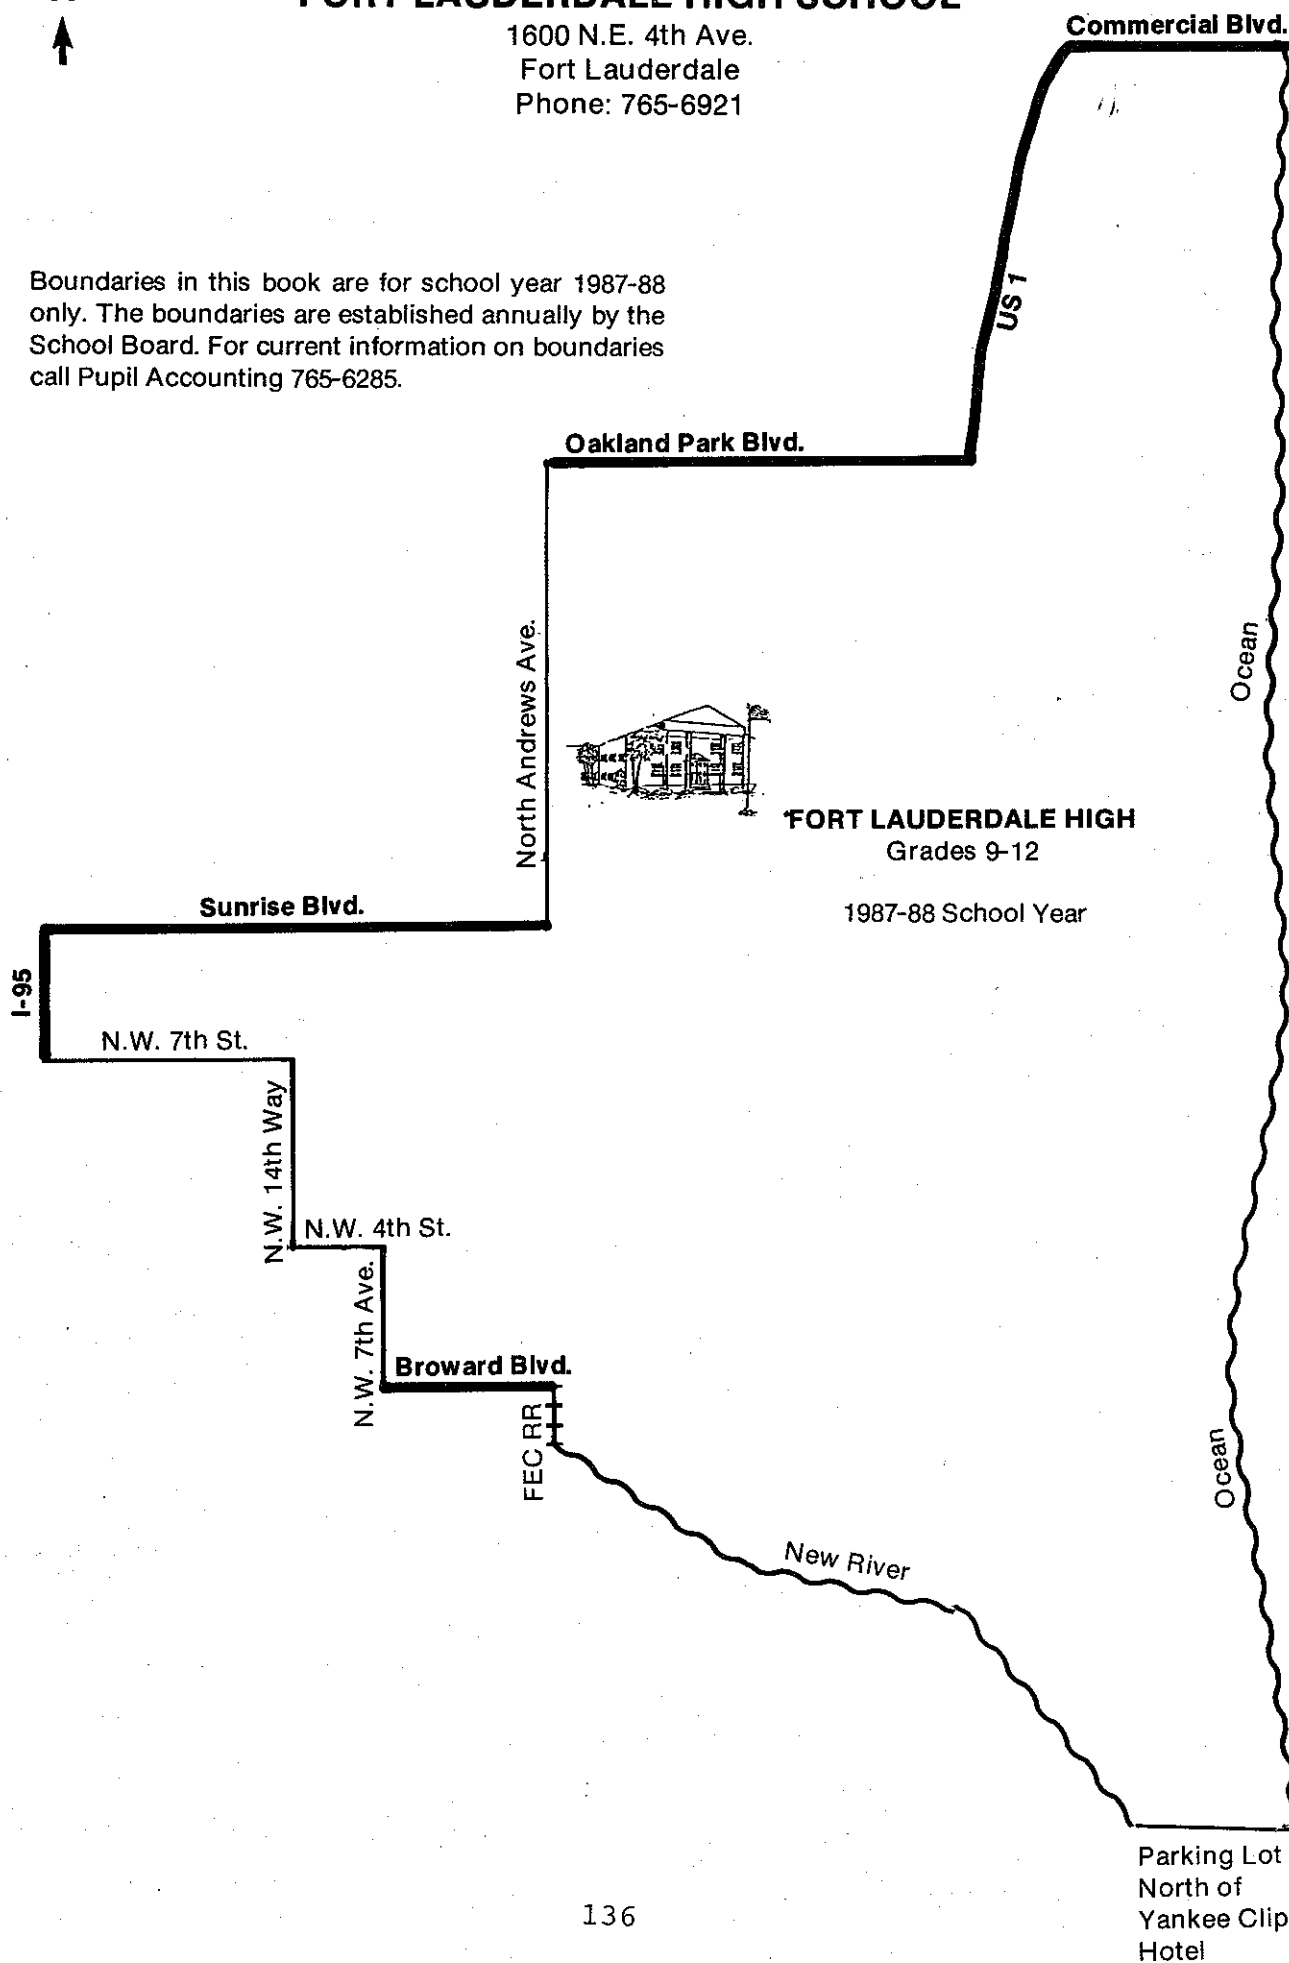 FORT LAUDERDALE HIGH SCHOOL
1600 N.E. 4th Ave.
Fort Lauderdale
Phone: 765-6921
Commercial Blvd.
US 1
Boundaries in this book are for school year 1987-88
only. The boundaries are established annually by the
School Board. For current information on boundaries
call Pupil Accounting 765-6285.
Oakland Park Blvd.
North Andrews Ave.
Ocean
FORT LAUDERDALE HIGH
Grades 9-12
1987-88 School Year
Sunrise Blvd.
I-95
N.W. 7th St.
N.W. 14th Way
N.W. 4th St.
N.W. 7th Ave.
Broward Blvd.
FEC RR
Ocean
New River
Parking Lot
North of
Yankee Clip
Hotel
136